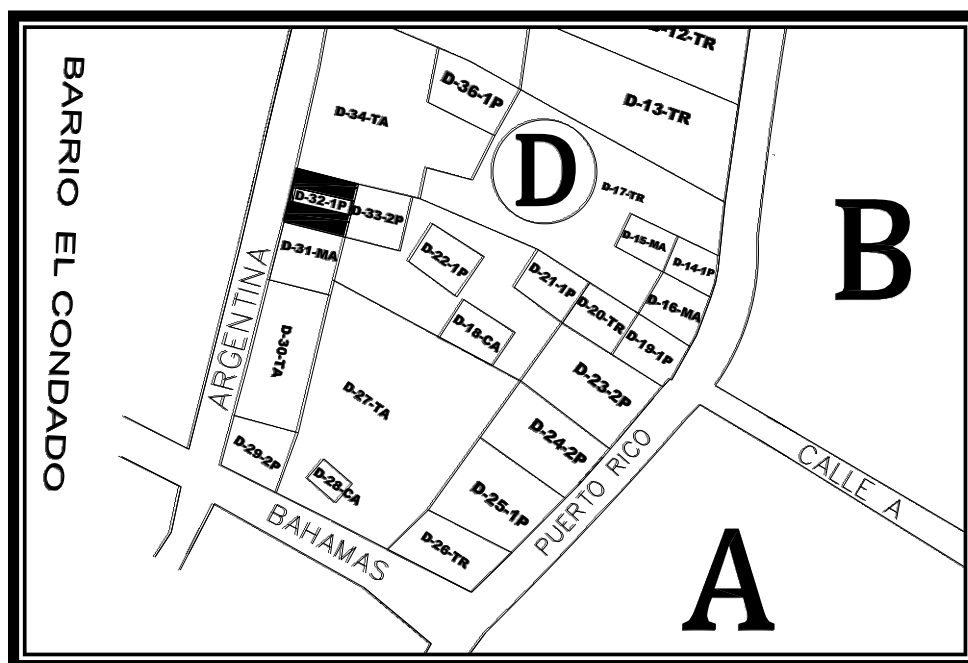 BARRIO EL CONDADO
D-12-TR
D-36-1P
D-13-TR
D-34-TA
D
D-17-TR
B
D-32-1P
D-33-2P
D-15-MA
D-14-1P
D-31-MA
D-22-1P
D-21-1P
D-20-TR
D-16-MA
D-19-1P
D-18-CA
ARGENTINA
D-30-TA
D-27-TA
D-23-2P
D-24-2P
D-29-2P
D-28-CA
D-25-1P
D-26-TR
BAHAMAS
PUERTO RICO
CALLE A
A